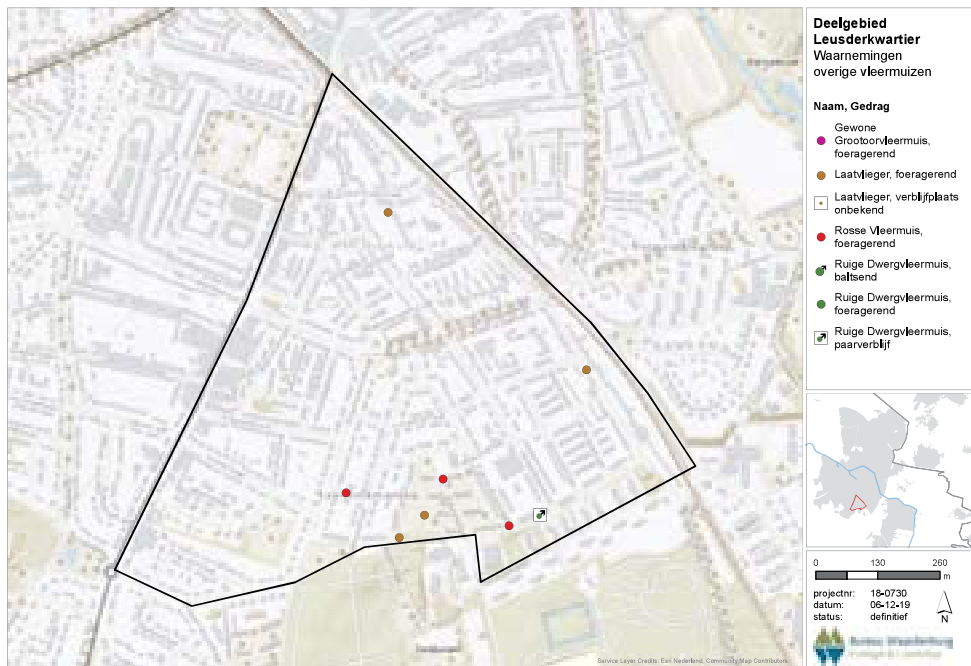 Deelgebied
Leusderkwartier
Waarnemingen
overige vleermuizen
Naam, Gedrag
Gewone
Grootoorvleermuis,
foeragerend
Laatvlieger, foeragerend
Laatvlieger, verblijfplaats
onbekend
Rosse Vleermuis,
foeragerend
Ruige Dwergvleermuis,
baltsend
Ruige Dwergvleermuis,
foeragerend
Ruige Dwergvleermuis,
paarverblijf
0 130 260
m
projectnr: 18-0730
datum: 06-12-19
status: definitief
N
Service Layer Credits: Esri Nederland, Community Map Contributors